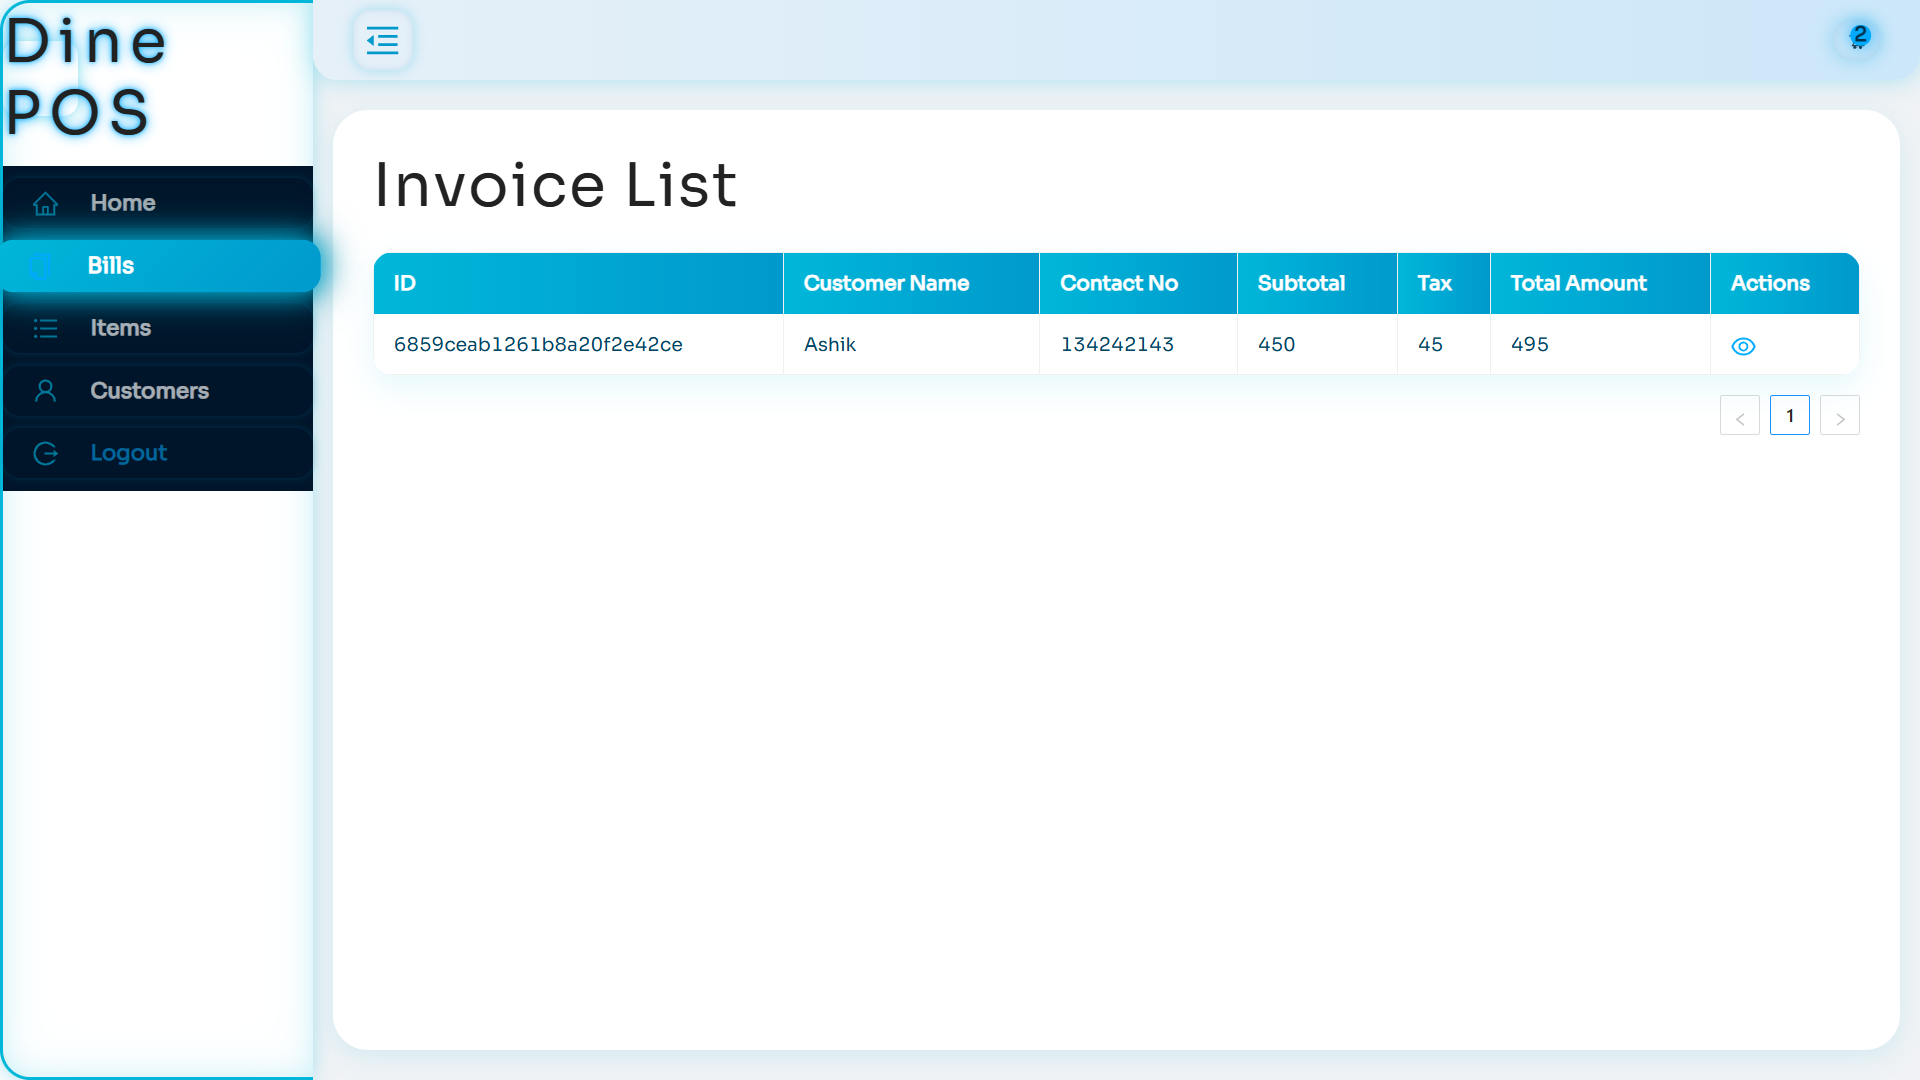 Dine
POS
2
Home
Bills
Items
Customers
Logout
Invoice List
ID Customer Name Contact No Subtotal Tax Total Amount Actions
6859ceab1261b8a20f2e42ce Ashik 134242143 450 45 495
1